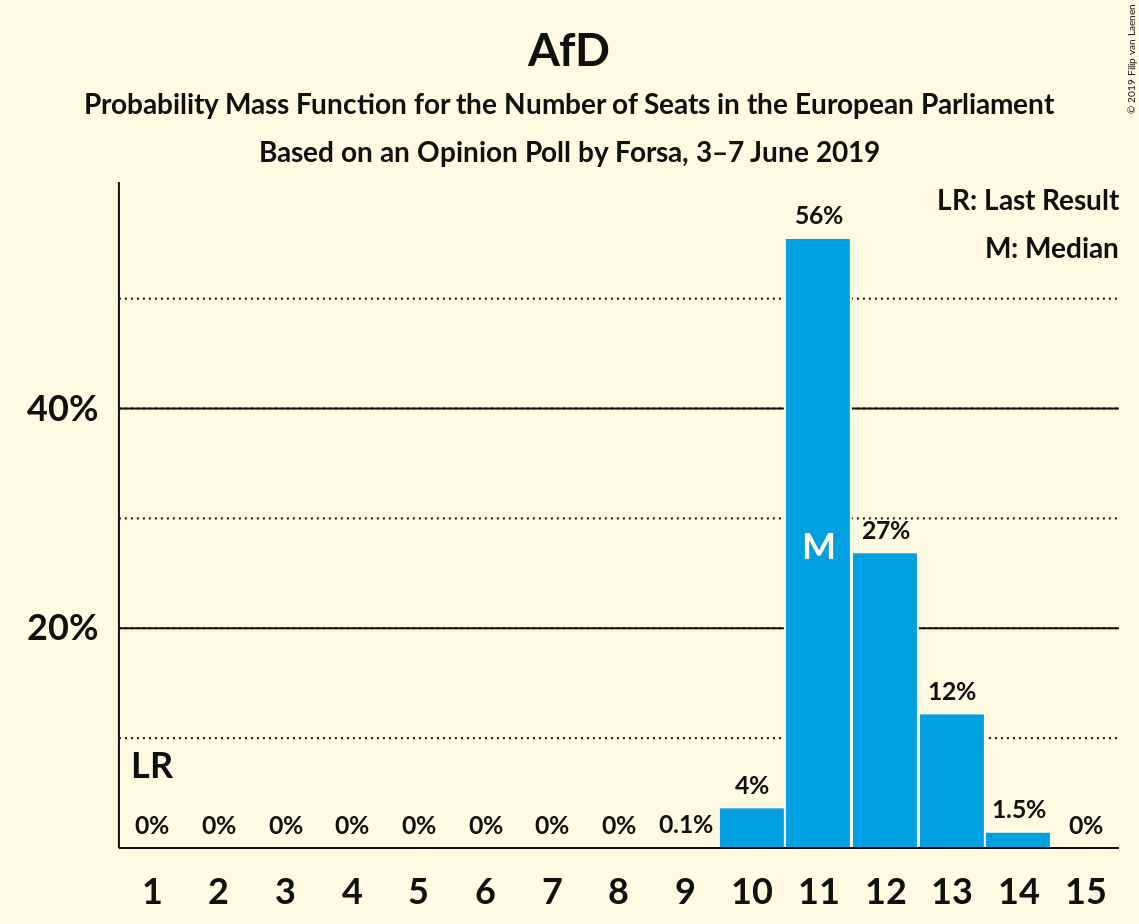 AfD
Probability Mass Function for the Number of Seats in the European Parliament
Based on an Opinion Poll by Forsa, 3–7 June 2019
© 2019 Filip van Laenen
LR: Last Result
M: Median
56%
40%
27%
M
20%
12%
LR
4%
1.5%
0% 0% 0% 0% 0% 0% 0% 0% 0.1% 0%
1 2 3 4 5 6 7 8 9 10 11 12 13 14 15